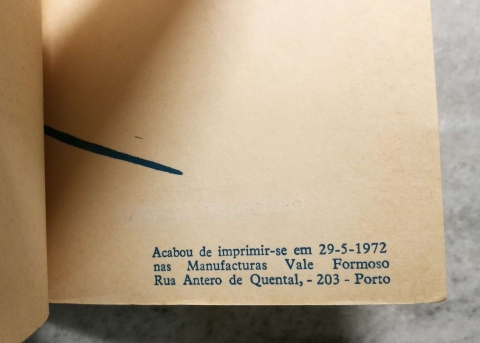 Acabou de imprimir-se em 29-5-1972
nas Manufacturas Vale Formoso
Rua Antero de Quental, - 203 - Porto